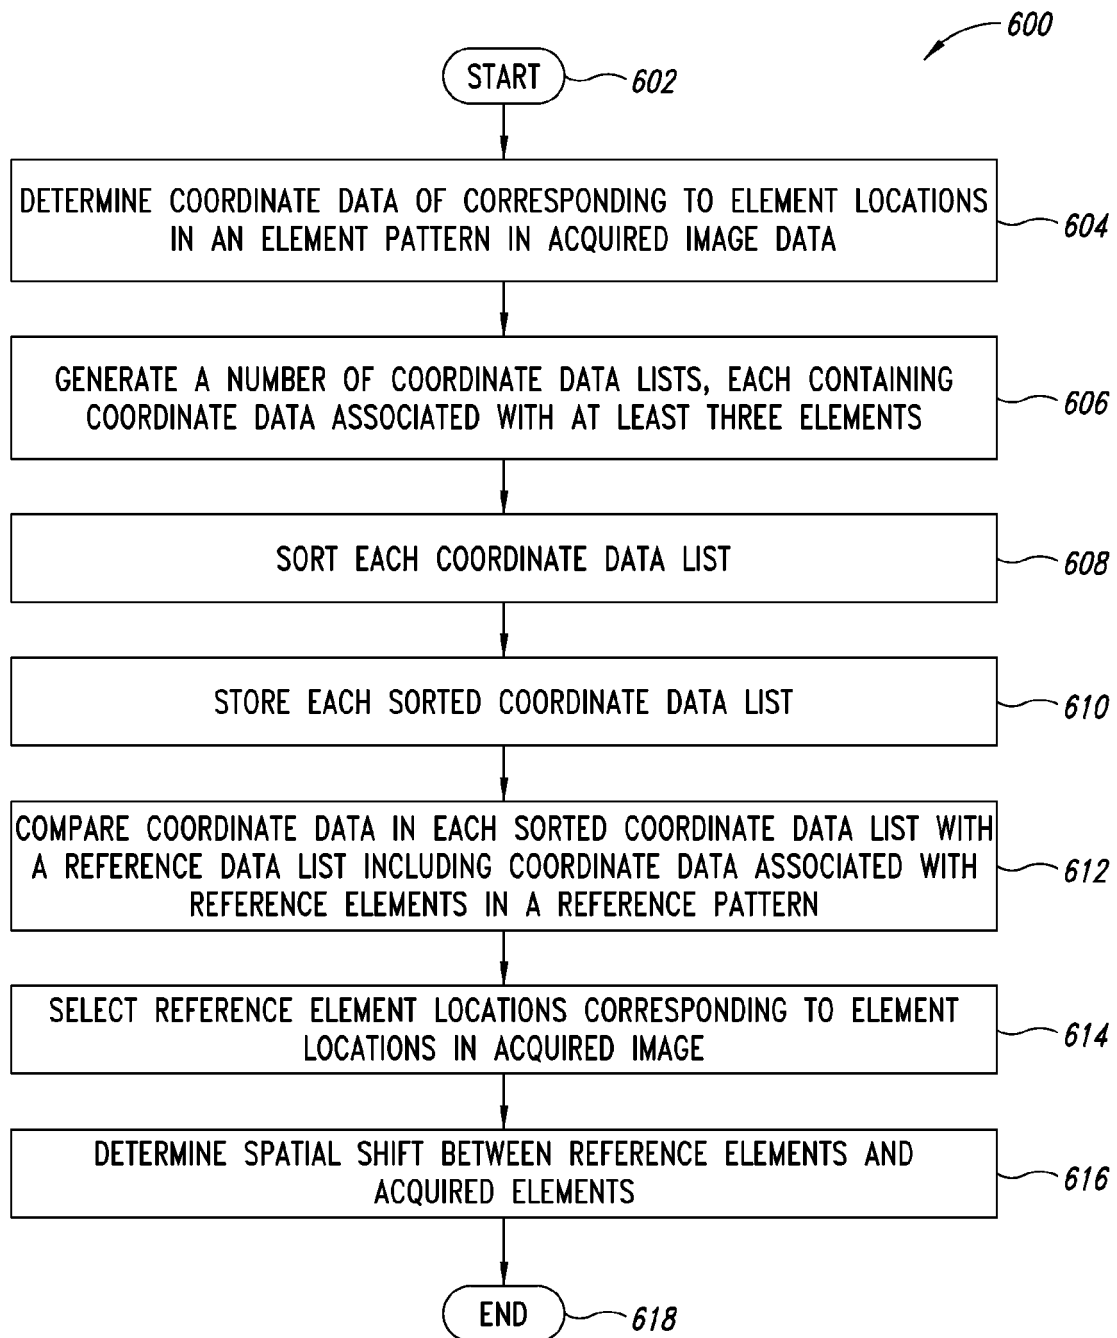 600
START
602
DETERMINE COORDINATE DATA OF CORRESPONDING TO ELEMENT LOCATIONS
IN AN ELEMENT PATTERN IN ACQUIRED IMAGE DATA
604
GENERATE A NUMBER OF COORDINATE DATA LISTS, EACH CONTAINING
COORDINATE DATA ASSOCIATED WITH AT LEAST THREE ELEMENTS
606
SORT EACH COORDINATE DATA LIST
608
STORE EACH SORTED COORDINATE DATA LIST
610
COMPARE COORDINATE DATA IN EACH SORTED COORDINATE DATA LIST WITH
A REFERENCE DATA LIST INCLUDING COORDINATE DATA ASSOCIATED WITH
REFERENCE ELEMENTS IN A REFERENCE PATTERN
612
SELECT REFERENCE ELEMENT LOCATIONS CORRESPONDING TO ELEMENT
LOCATIONS IN ACQUIRED IMAGE
614
DETERMINE SPATIAL SHIFT BETWEEN REFERENCE ELEMENTS AND
ACQUIRED ELEMENTS
616
END
618